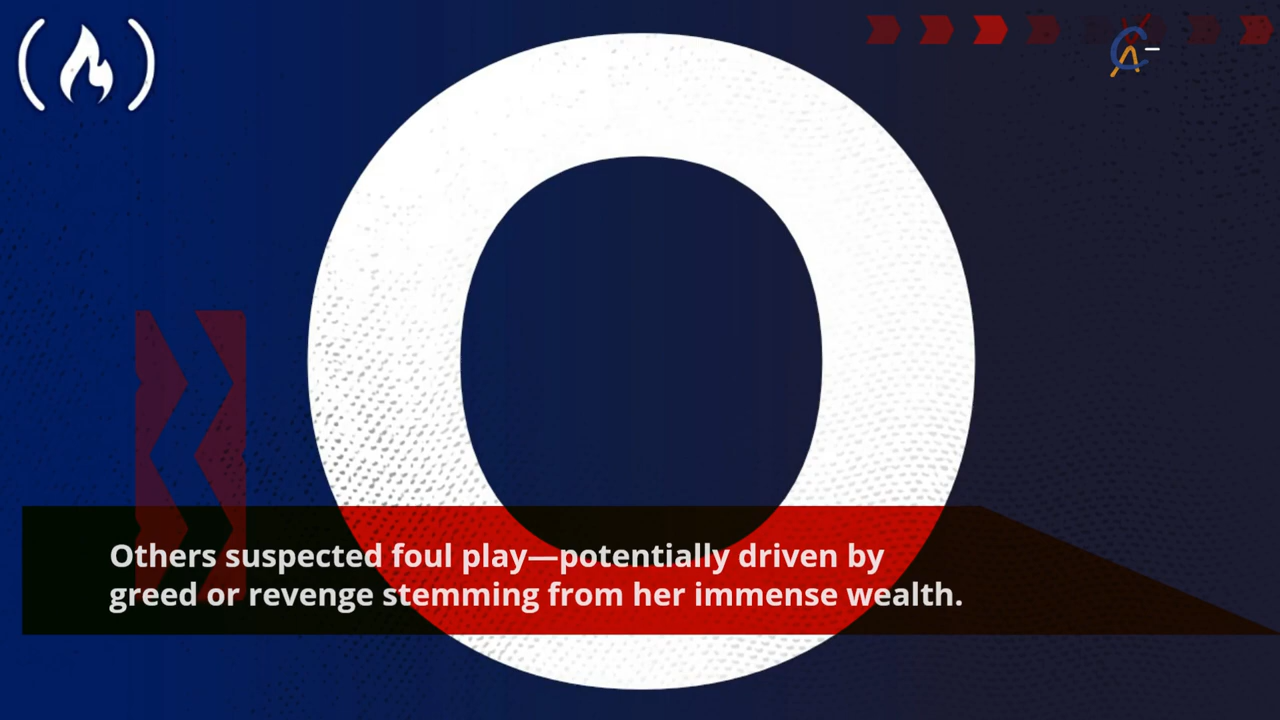 O
Others suspected foul play—potentially driven by
greed or revenge stemming from her immense wealth.